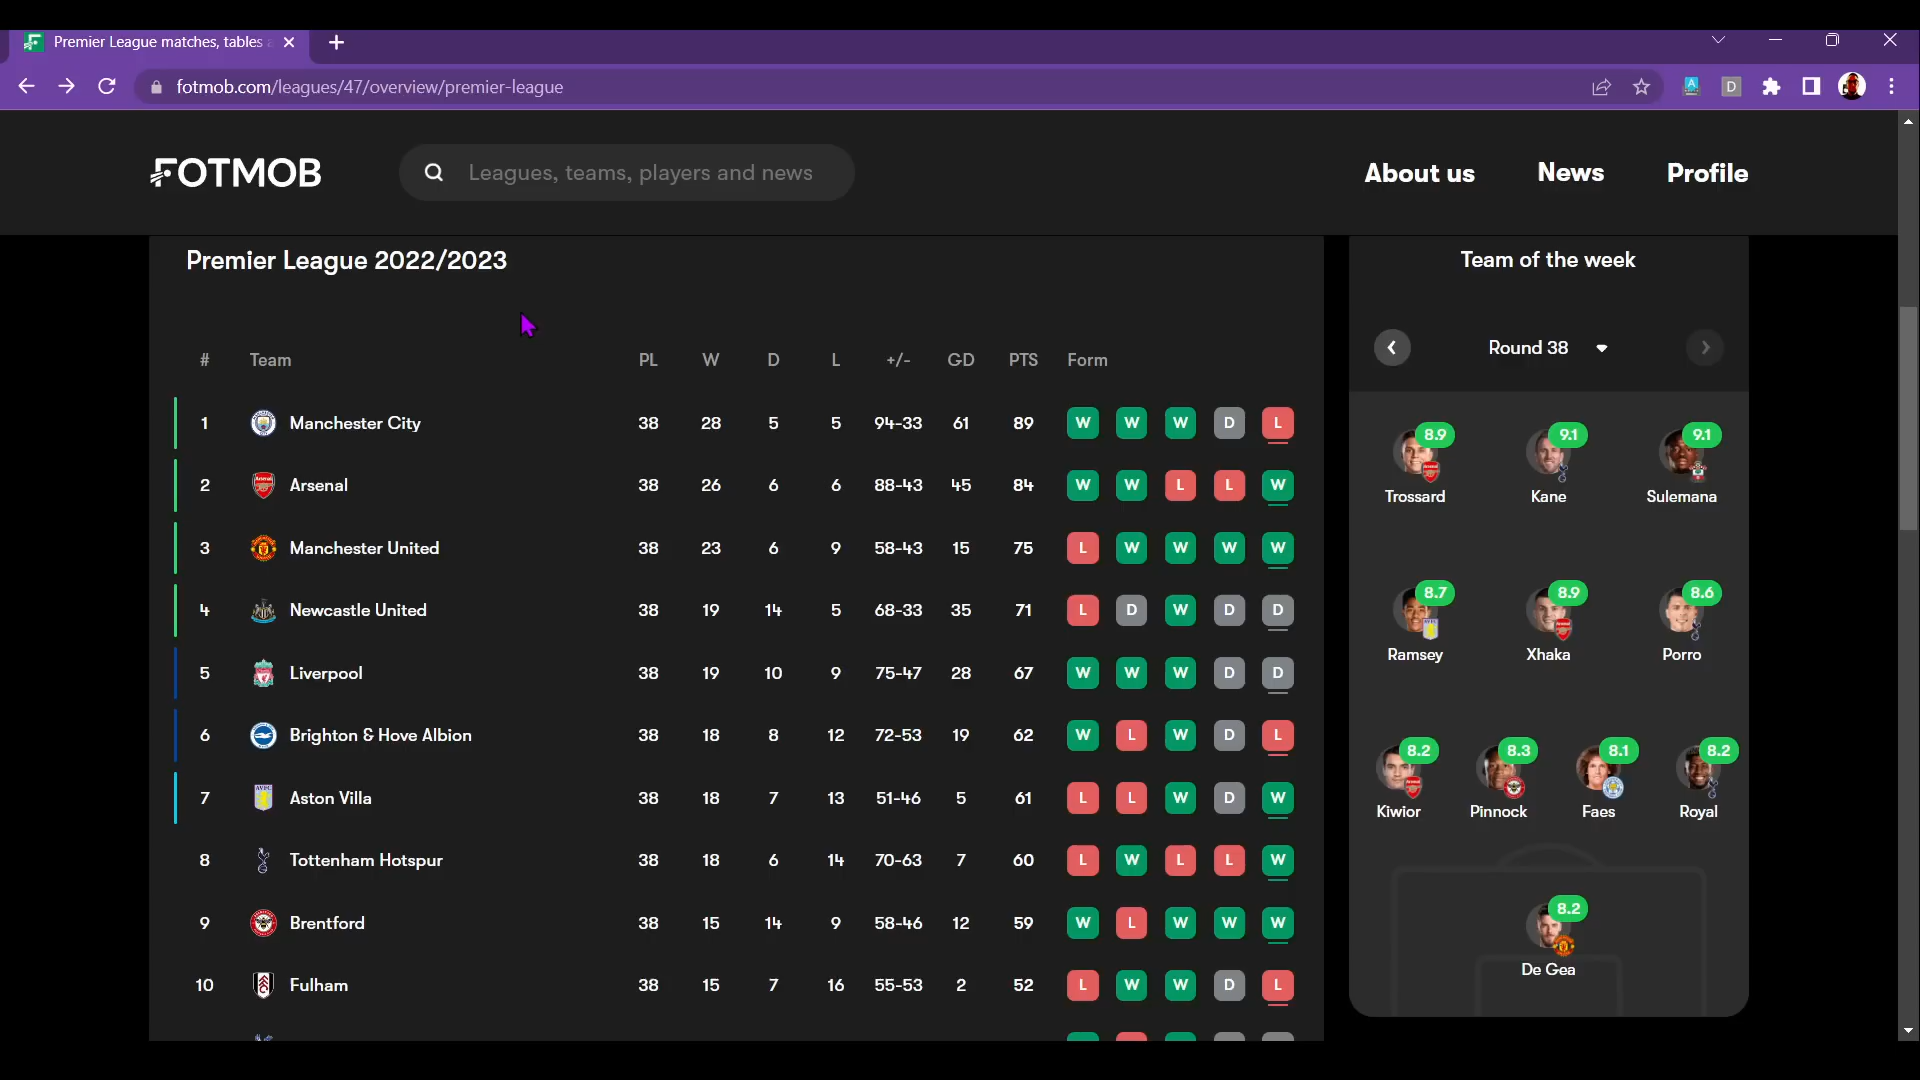 Premier League matches, tables a
fotmob.com/leagues/47/overview/premier-league
A
D
FOTMOB
Leagues, teams, players and news
About us
News
Profile
Premier League 2022/2023
# Team PL W D L +/- GD PTS Form
1 Manchester City 38 28 5 5 94-33 61 89 W W W D L
2 Arsenal 38 26 6 6 88-43 45 84 W W L L W
3 Manchester United 38 23 6 9 58-43 15 75 L W W W W
4 Newcastle United 38 19 14 5 68-33 35 71 L D W D D
5 Liverpool 38 19 10 9 75-47 28 67 W W W D D
6 Brighton & Hove Albion 38 18 8 12 72-53 19 62 W L W D L
7 Aston Villa 38 18 7 13 51-46 5 61 L L W D W
8 Tottenham Hotspur 38 18 6 14 70-63 7 60 L W L L W
9 Brentford 38 15 14 9 58-46 12 59 W L W W W
10 Fulham 38 15 7 16 55-53 2 52 L W W D L
Team of the week
Round 38
8.9 9.1 9.1
Trossard Kane Sulemana
8.7 8.9 8.6
Ramsey Xhaka Porro
8.2 8.3 8.1 8.2
Kiwior Pinnock Faes Royal
8.2
De Gea